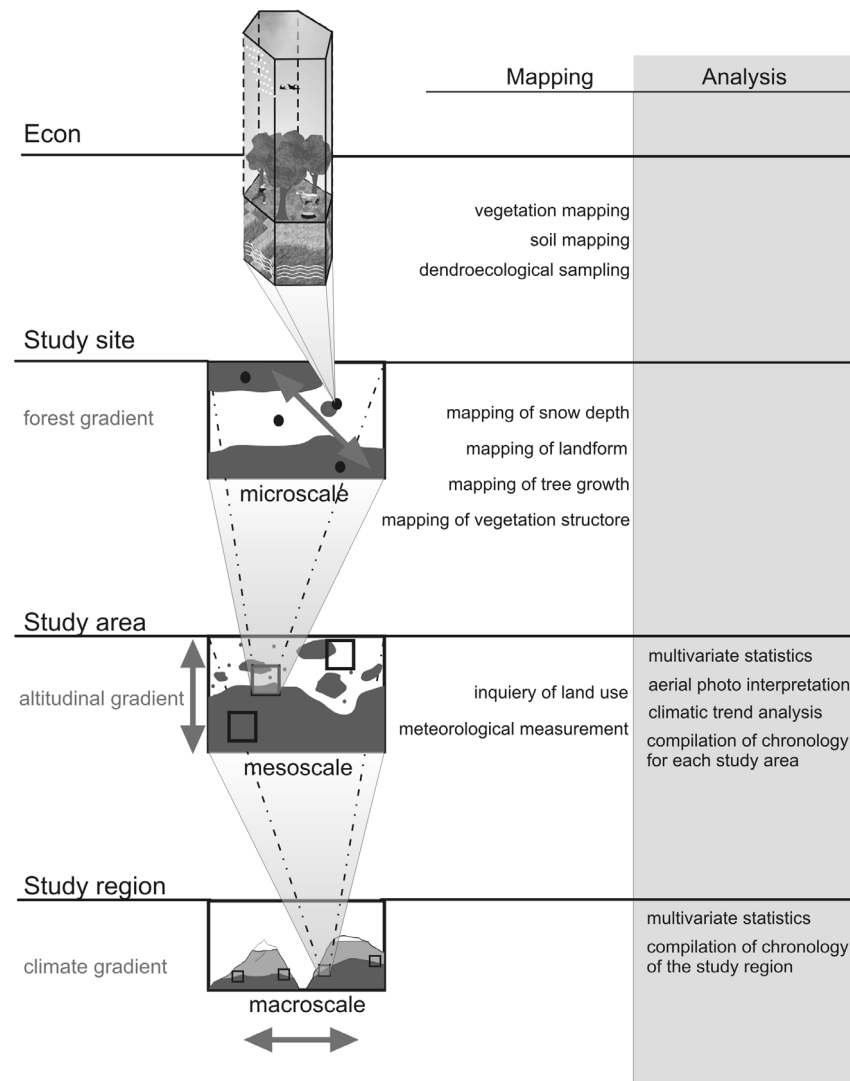 Mapping
Analysis
Econ
vegetation mapping
soil mapping
dendroecological sampling
Study site
forest gradient
microscale
mapping of snow depth
mapping of landform
mapping of tree growth
mapping of vegetation structore
Study area
altitudinal gradient
mesoscale
inquiery of land use
meteorological measurement
multivariate statistics
aerial photo interpretation
climatic trend analysis
compilation of chronology
for each study area
Study region
climate gradient
macroscale
multivariate statistics
compilation of chronology
of the study region